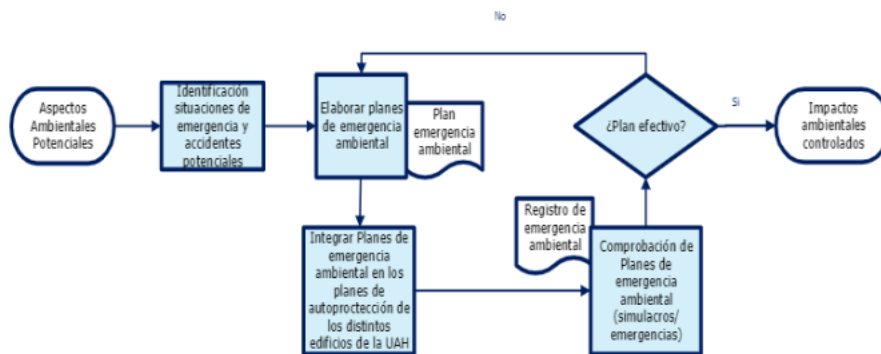 No
Aspectos
Ambientales
Potenciales
Identificación
situaciones de
emergencia y
accidentes
potenciales
Elaborar planes
de emergencia
ambiental
Plan
emergencia
ambiental
¿Plan efectivo?
Si
Impactos
ambientales
controlados
Integrar Planes de
emergencia
ambiental en los
planes de
autoproctección de
los distintos
edificios de la UAH
Registro de
emergencia
ambiental
Comprobación de
Planes de
emergencia
ambiental
(simulacros/
emergencias)